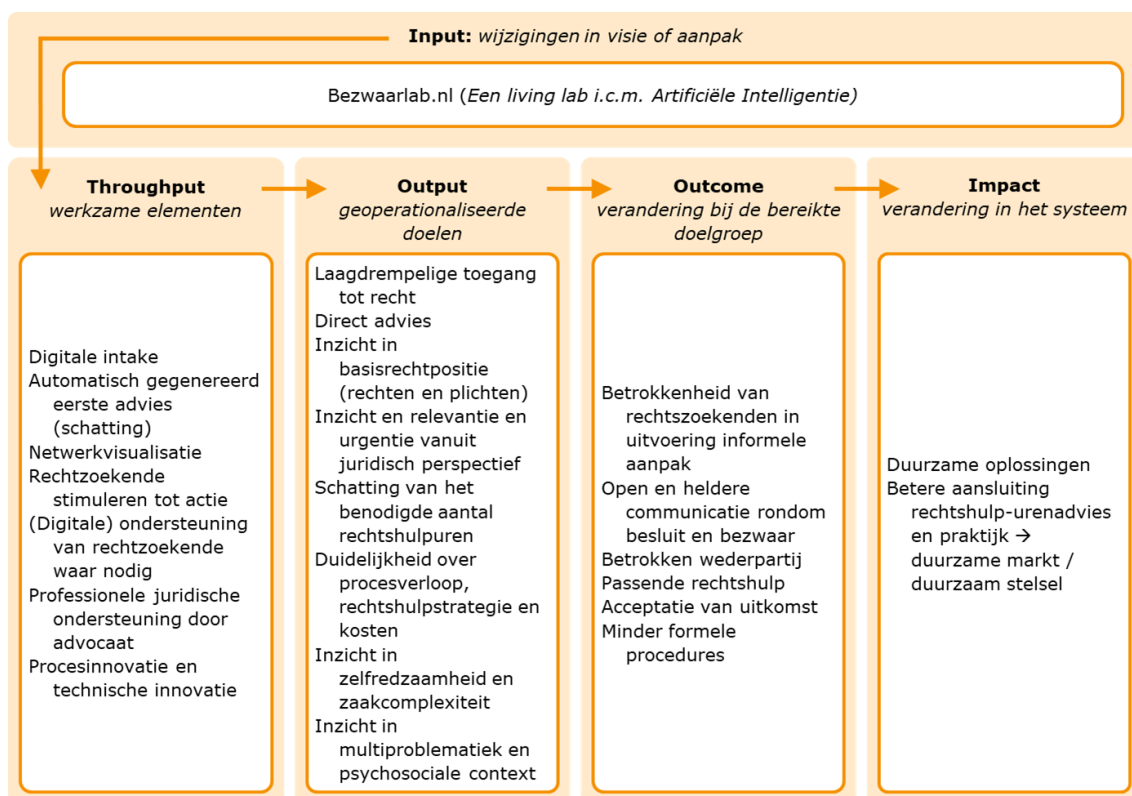 Input: wijzigingen in visie of aanpak
Bezwaarlab.nl (Een living lab i.c.m. Artificiële Intelligentie)
Throughput
werkzame elementen
Digitale intake
Automatisch gegenereerd
eerste advies
(schatting)
Netwerkvisualisatie
Rechtzoekende
stimuleren tot actie
(Digitale) ondersteuning
van rechtzoekende
waar nodig
Professionele juridische
ondersteuning door
advocaat
Procesinnovatie en
technische innovatie
Output
geoperationaliseerde
doelen
Laagdrempelige toegang
tot recht
Direct advies
Inzicht in
basisrechtpositie
(rechten en plichten)
Inzicht en relevantie en
urgentie vanuit
juridisch perspectief
Schatting van het
benodigde aantal
rechtshulpuren
Duidelijkheid over
procesverloop,
rechtshulpstrategie en
kosten
Inzicht in
zelfredzaamheid en
zaakcomplexiteit
Inzicht in
multiproblematiek en
psychosociale context
Outcome
verandering bij de bereikte
doelgroep
Betrokkenheid van
rechtszoekenden in
uitvoering informele
aanpak
Open en heldere
communicatie rondom
besluit en bezwaar
Betrokken wederpartij
Passende rechtshulp
Acceptatie van uitkomst
Minder formele
procedures
Impact
verandering in het systeem
Duurzame oplossingen
Betere aansluiting
rechtshulp-urenadvies
en praktijk →
duurzame markt /
duurzaam stelsel